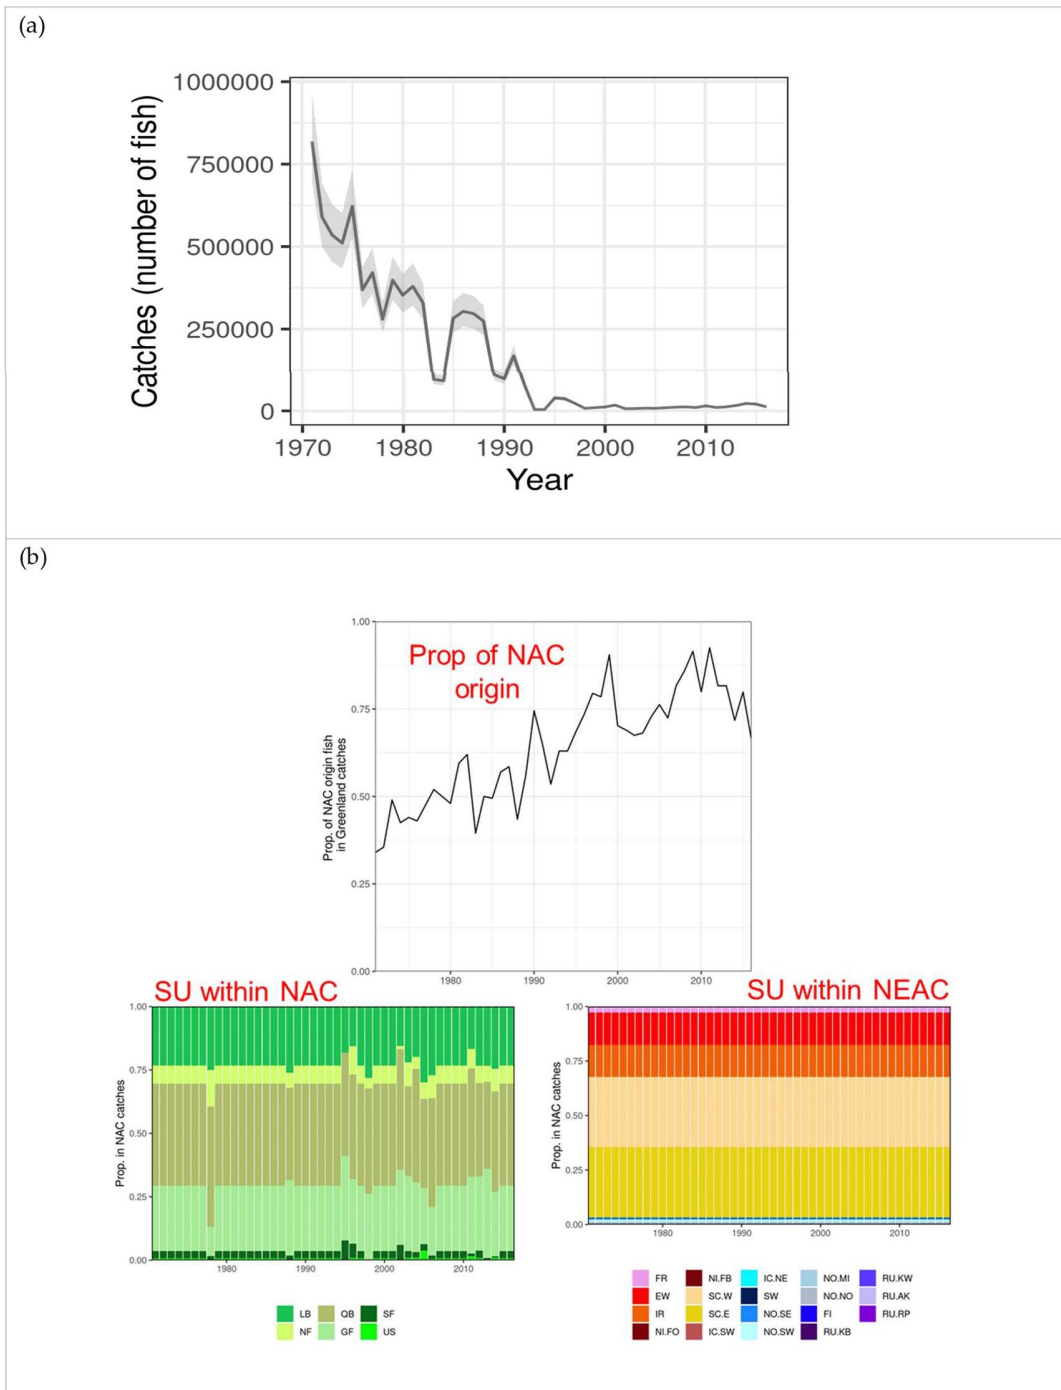 (a)
Catches (number of fish)
1000000
750000
500000
250000
0
1970 1980 1990 2000 2010
Year
(b)
Prop of NAC
origin
Prop. of NAC origin fish
in Greenland catches
1.00
0.75
0.50
0.25
0.00
1980 1990 2000 2010
SU within NAC
Prop. in NAC catches
1.00
0.75
0.50
0.25
0.00
1980 1990 2000 2010
LB QB SF
NF GF US
SU within NEAC
Prop. in NAC catches
1.00
0.75
0.50
0.25
0.00
1980 1990 2000 2010
FR NI.FB IC.NE NO.MI RU.KW
EW SC.W SW NO.NO RU.AK
IR SC.E NO.SE FI RU.RP
NI.FO IC.SW NO.SW RU.KB